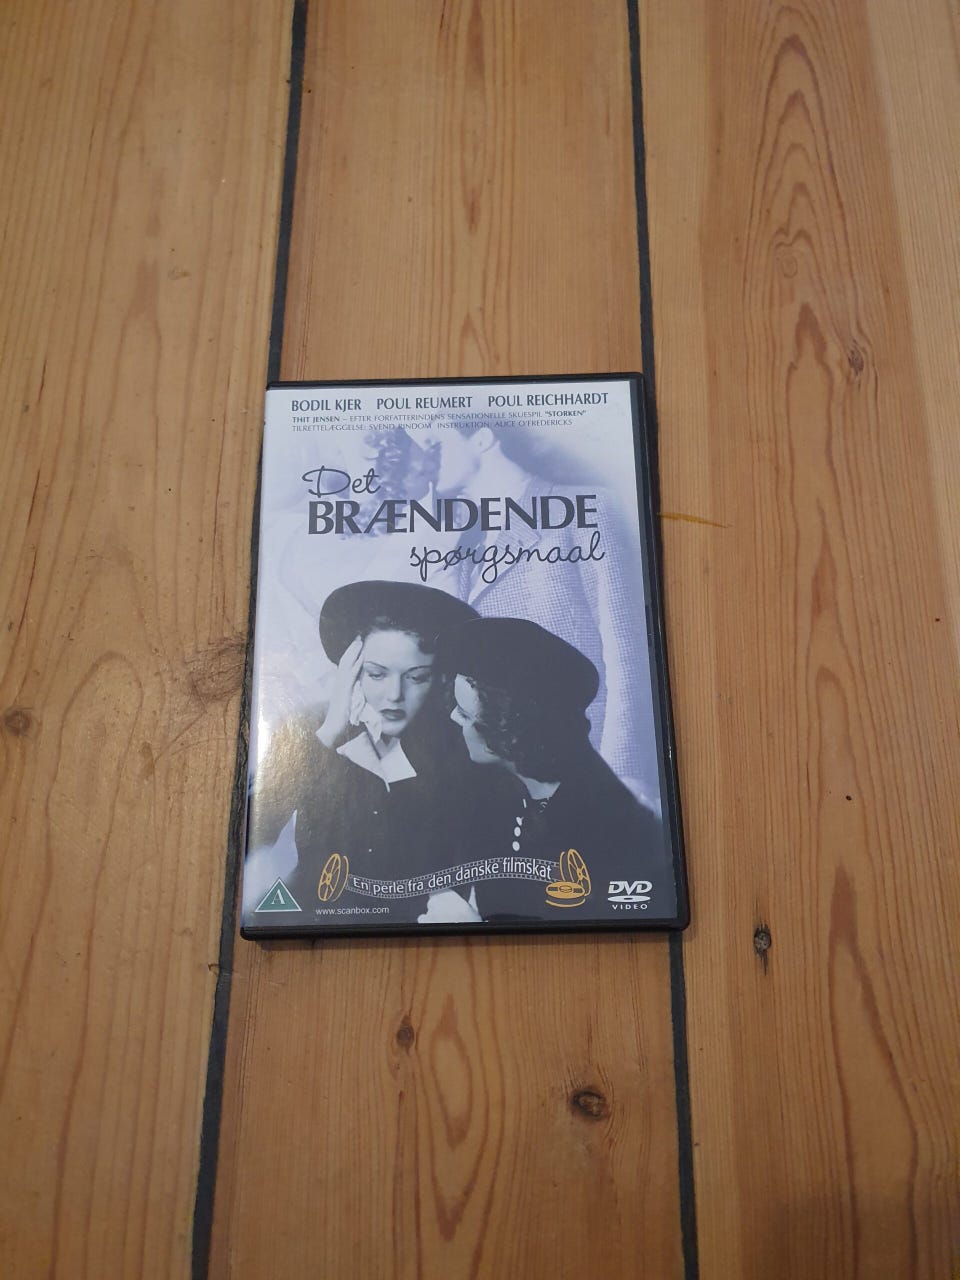 BODIL KJER POUL REUMERT POUL REICHHARDT
THIT JENSEN – EFTER FORFATTERINDENS SENSATIONELLE SKUESPIL "STORKEN"
TILRETTELÆGGELSE: SVEND RINDOM INSTRUKTION: ALICE O'FREDERICKS
Det
BRÆNDENDE
spørgsmaal
En perle fra den danske filmskat
A
www.scanbox.com
DVD
VIDEO